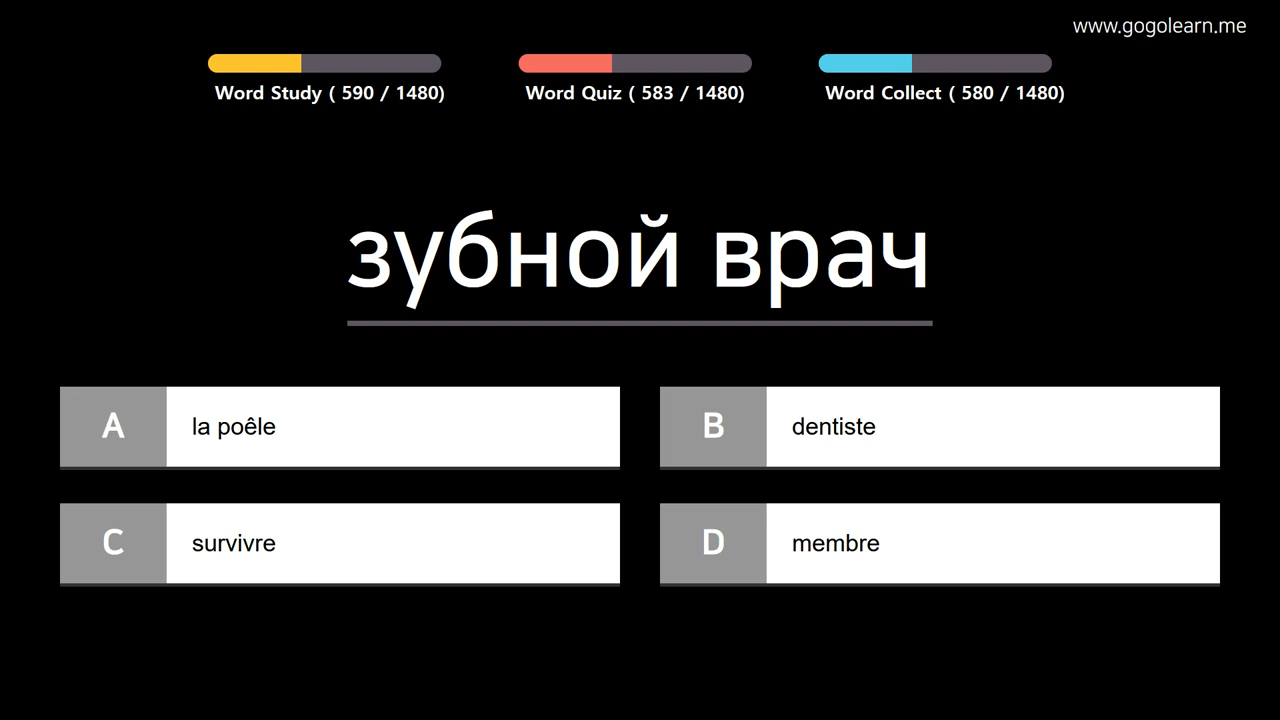 www.gogolearn.me
Word Study ( 590 / 1480)
Word Quiz ( 583 / 1480)
Word Collect ( 580 / 1480)
зубной врач
A
la poêle
B
dentiste
C
survivre
D
membre